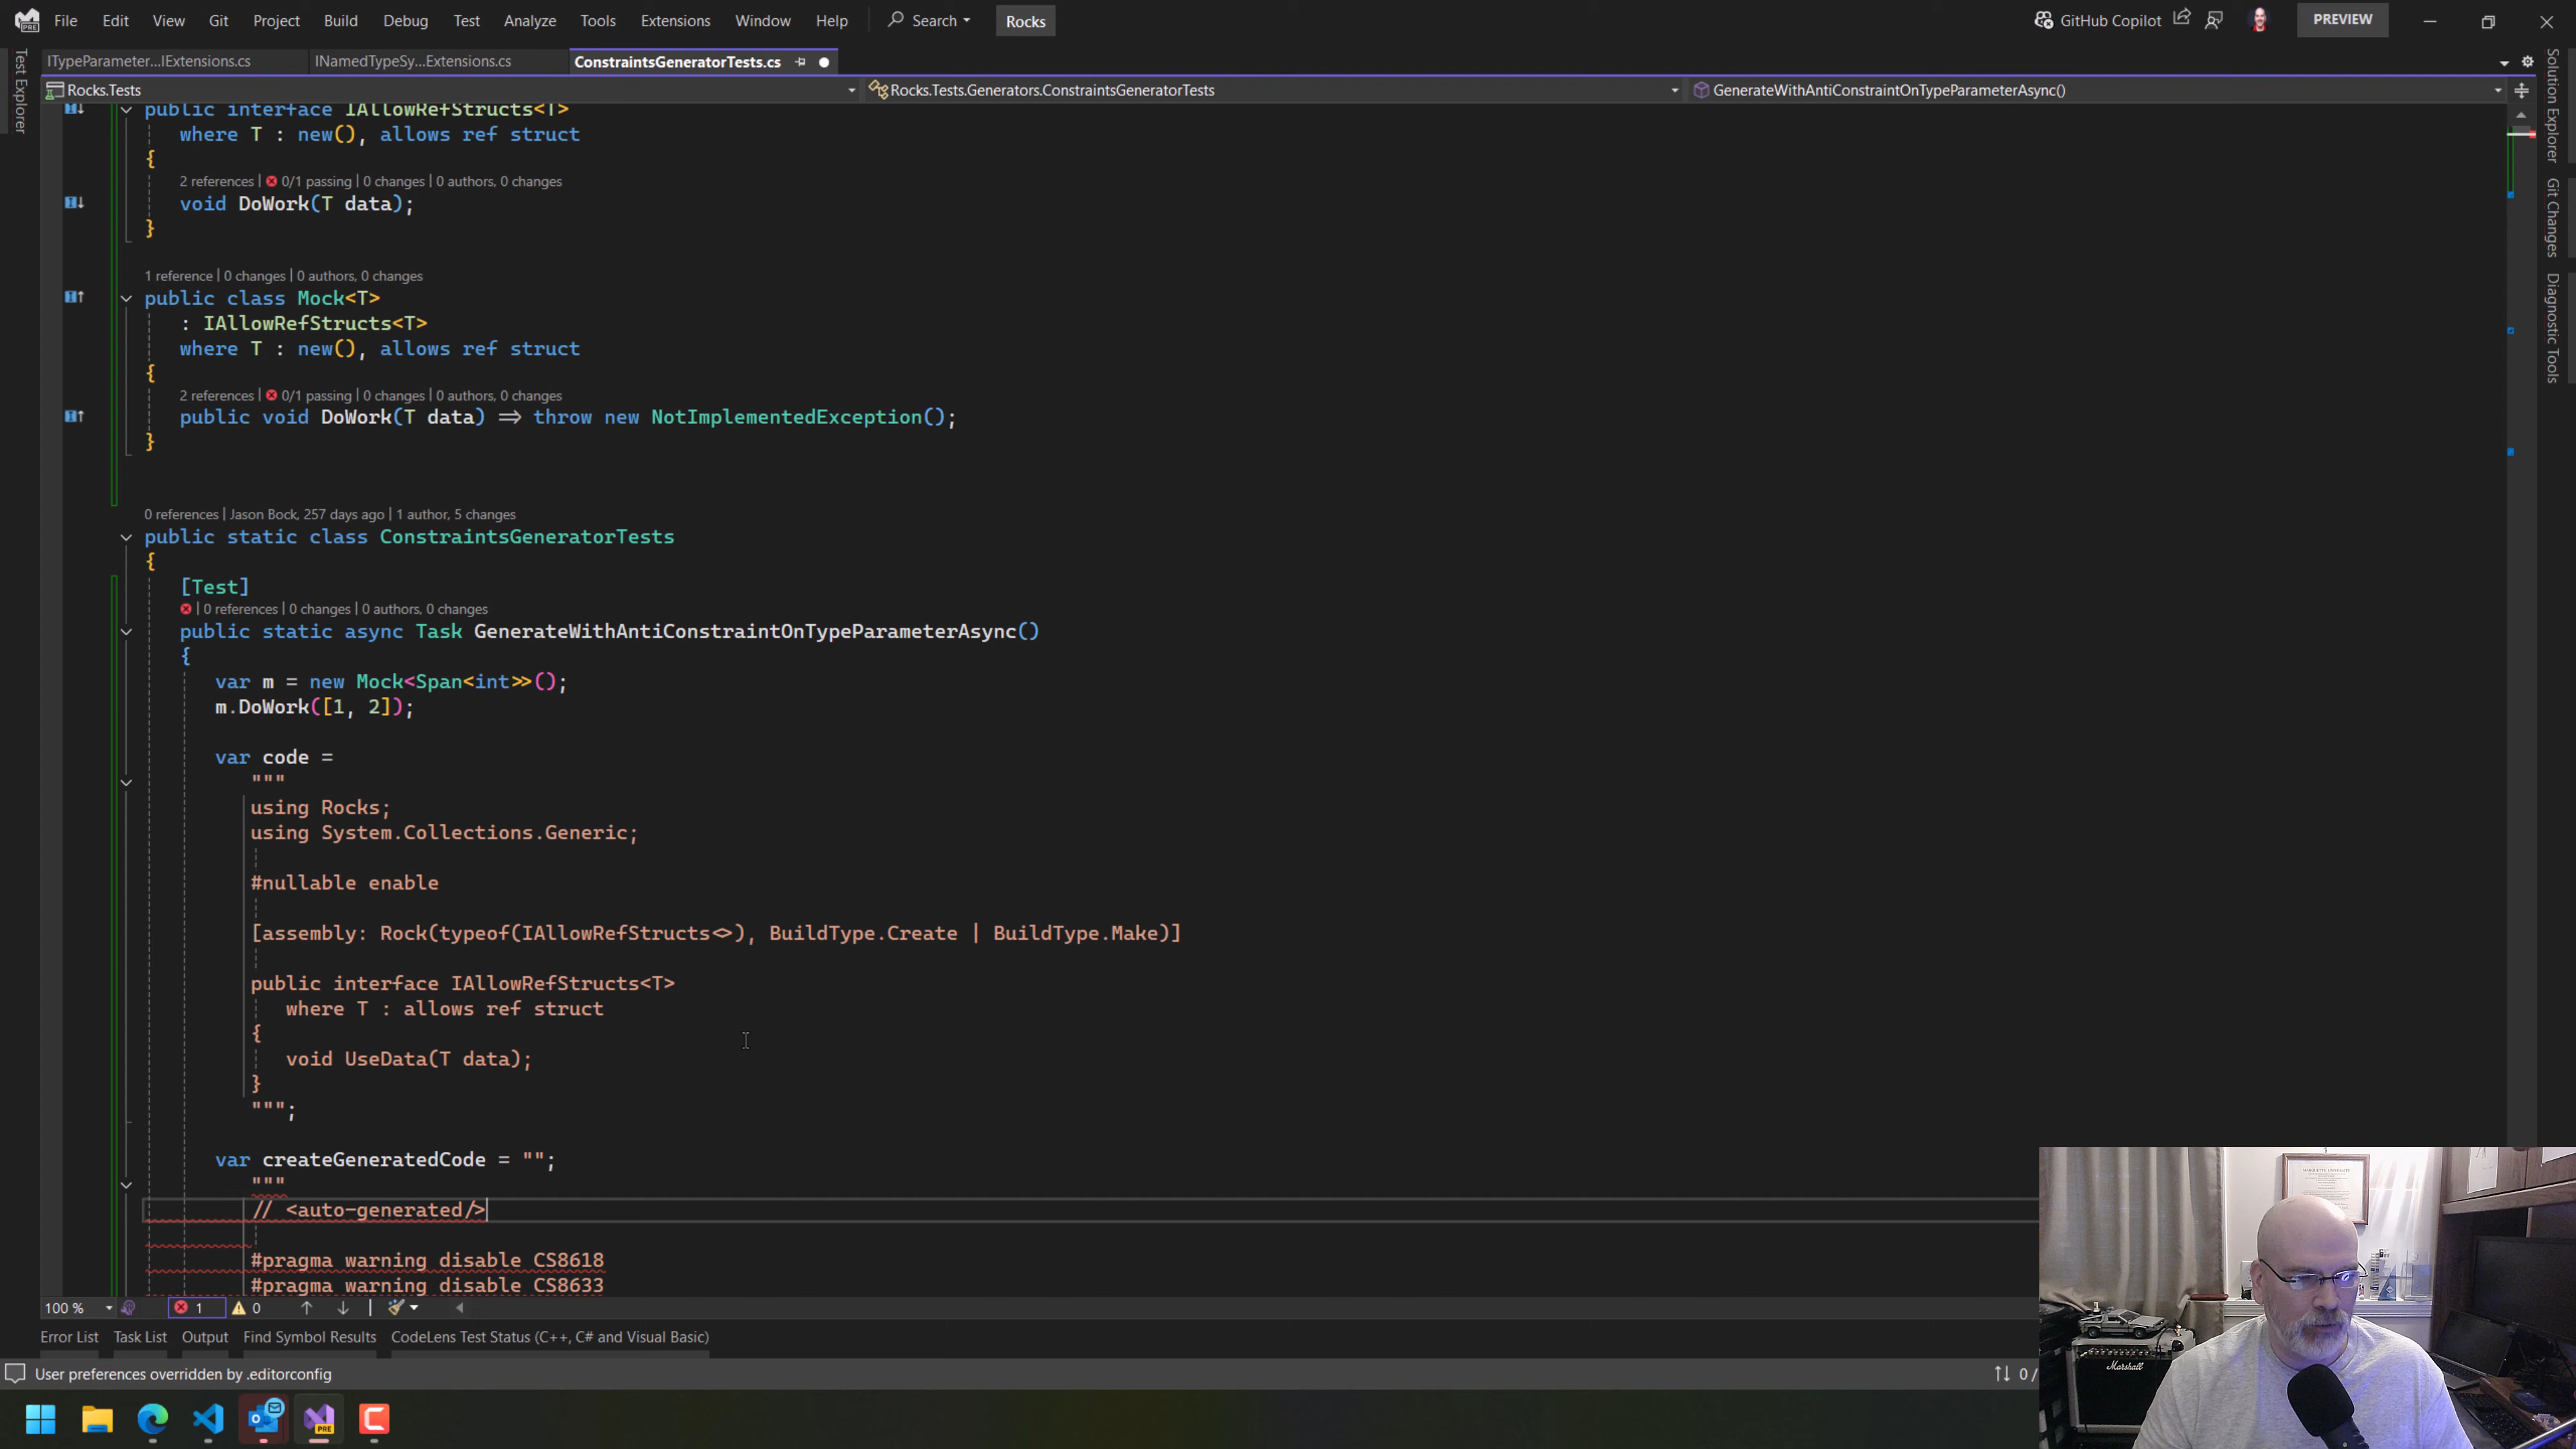 File Edit View Git Project Build Debug Test Analyze Tools Extensions Window Help Search Rocks GitHub Copilot PREVIEW
ITypeParameter...lExtensions.cs INamedTypeSy...Extensions.cs ConstraintsGeneratorTests.cs
Rocks.Tests Rocks.Tests.Generators.ConstraintsGeneratorTests GenerateWithAntiConstraintOnTypeParameterAsync()
Test Explorer
Solution Explorer
Git Changes
Diagnostic Tools
public interface IAllowRefStructs<T>
where T : new(), allows ref struct
{
2 references | 0/1 passing | 0 changes | 0 authors, 0 changes
void DoWork(T data);
}
1 reference | 0 changes | 0 authors, 0 changes
public class Mock<T>
: IAllowRefStructs<T>
where T : new(), allows ref struct
{
2 references | 0/1 passing | 0 changes | 0 authors, 0 changes
public void DoWork(T data) => throw new NotImplementedException();
}
0 references | Jason Bock, 257 days ago | 1 author, 5 changes
public static class ConstraintsGeneratorTests
{
[Test]
| 0 references | 0 changes | 0 authors, 0 changes
public static async Task GenerateWithAntiConstraintOnTypeParameterAsync()
{
var m = new Mock<Span<int>>();
m.DoWork([1, 2]);
var code =
"""
using Rocks;
using System.Collections.Generic;
#nullable enable
[assembly: Rock(typeof(IAllowRefStructs<>), BuildType.Create | BuildType.Make)]
public interface IAllowRefStructs<T>
where T : allows ref struct
{
void UseData(T data);
}
""";
var createGeneratedCode = "";
"""
// <auto-generated/>
#pragma warning disable CS8618
#pragma warning disable CS8633
100 % 1 0
Error List Task List Output Find Symbol Results CodeLens Test Status (C++, C# and Visual Basic)
User preferences overridden by .editorconfig 0/
PRE
Marshall